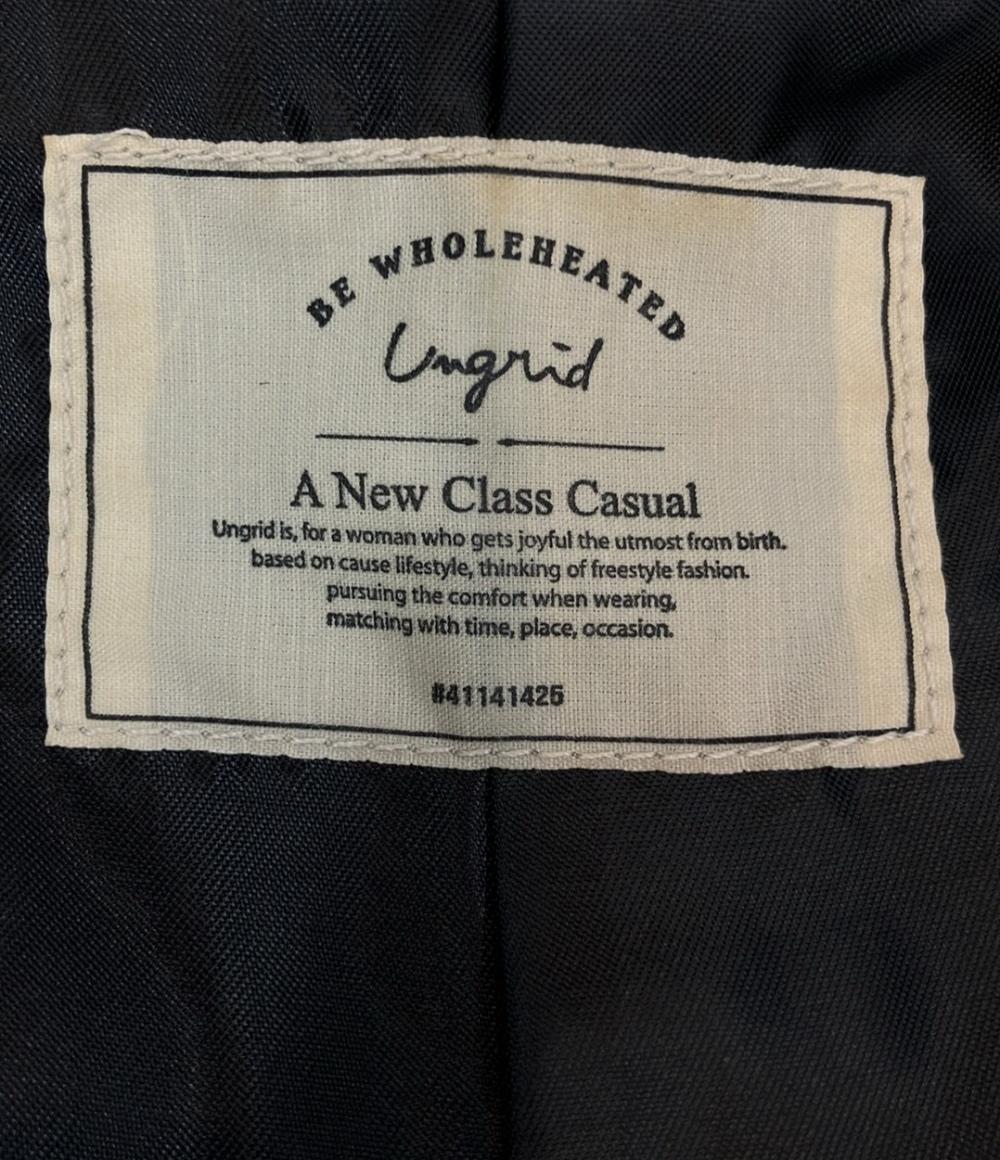 BE WHOLEHEATED
Ungrid
A New Class Casual
Ungrid is, for a woman who gets joyful the utmost from birth.
based on cause lifestyle, thinking of freestyle fashion.
pursuing the comfort when wearing,
matching with time, place, occasion.
#41141425